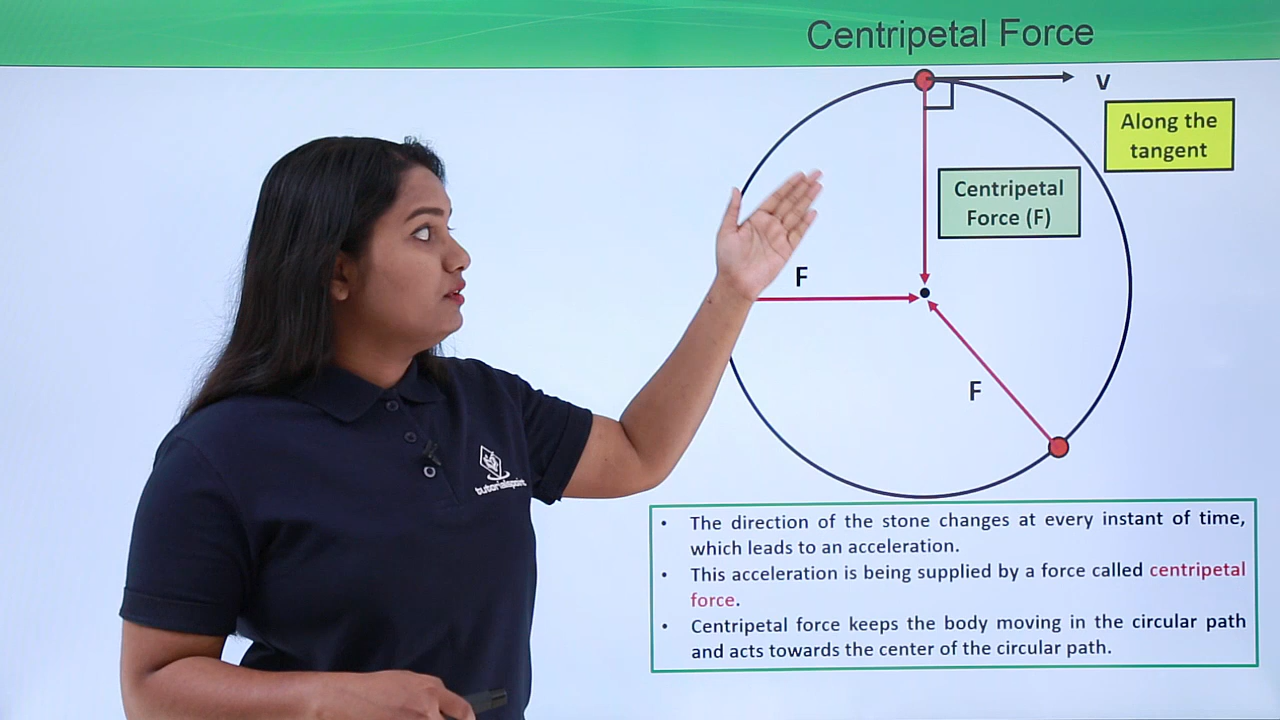 Centripetal Force
v
Along the
tangent
Centripetal
Force (F)
F
F
tutorialspoint
• The direction of the stone changes at every instant of time,
which leads to an acceleration.
• This acceleration is being supplied by a force called centripetal
force.
• Centripetal force keeps the body moving in the circular path
and acts towards the center of the circular path.